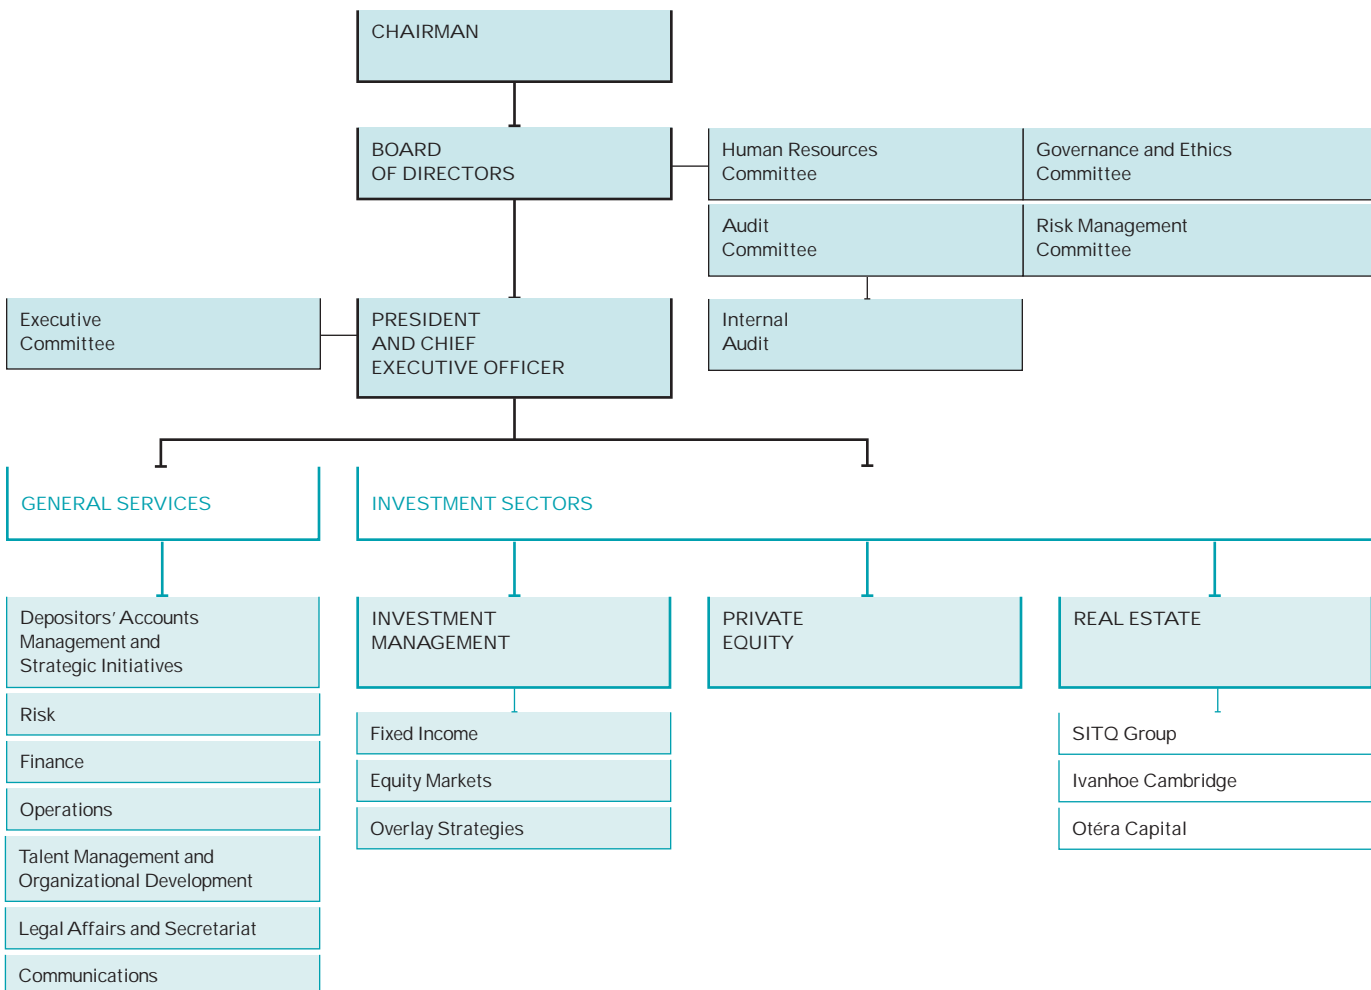 CHAIRMAN
BOARD
OF DIRECTORS
Human Resources
Committee
Governance and Ethics
Committee
Audit
Committee
Risk Management
Committee
Executive
Committee
PRESIDENT
AND CHIEF
EXECUTIVE OFFICER
Internal
Audit
GENERAL SERVICES
INVESTMENT SECTORS
Depositors' Accounts
Management and
Strategic Initiatives
Risk
Finance
Operations
Talent Management and
Organizational Development
Legal Affairs and Secretariat
Communications
INVESTMENT
MANAGEMENT
Fixed Income
Equity Markets
Overlay Strategies
PRIVATE
EQUITY
REAL ESTATE
SITQ Group
Ivanhoe Cambridge
Otéra Capital